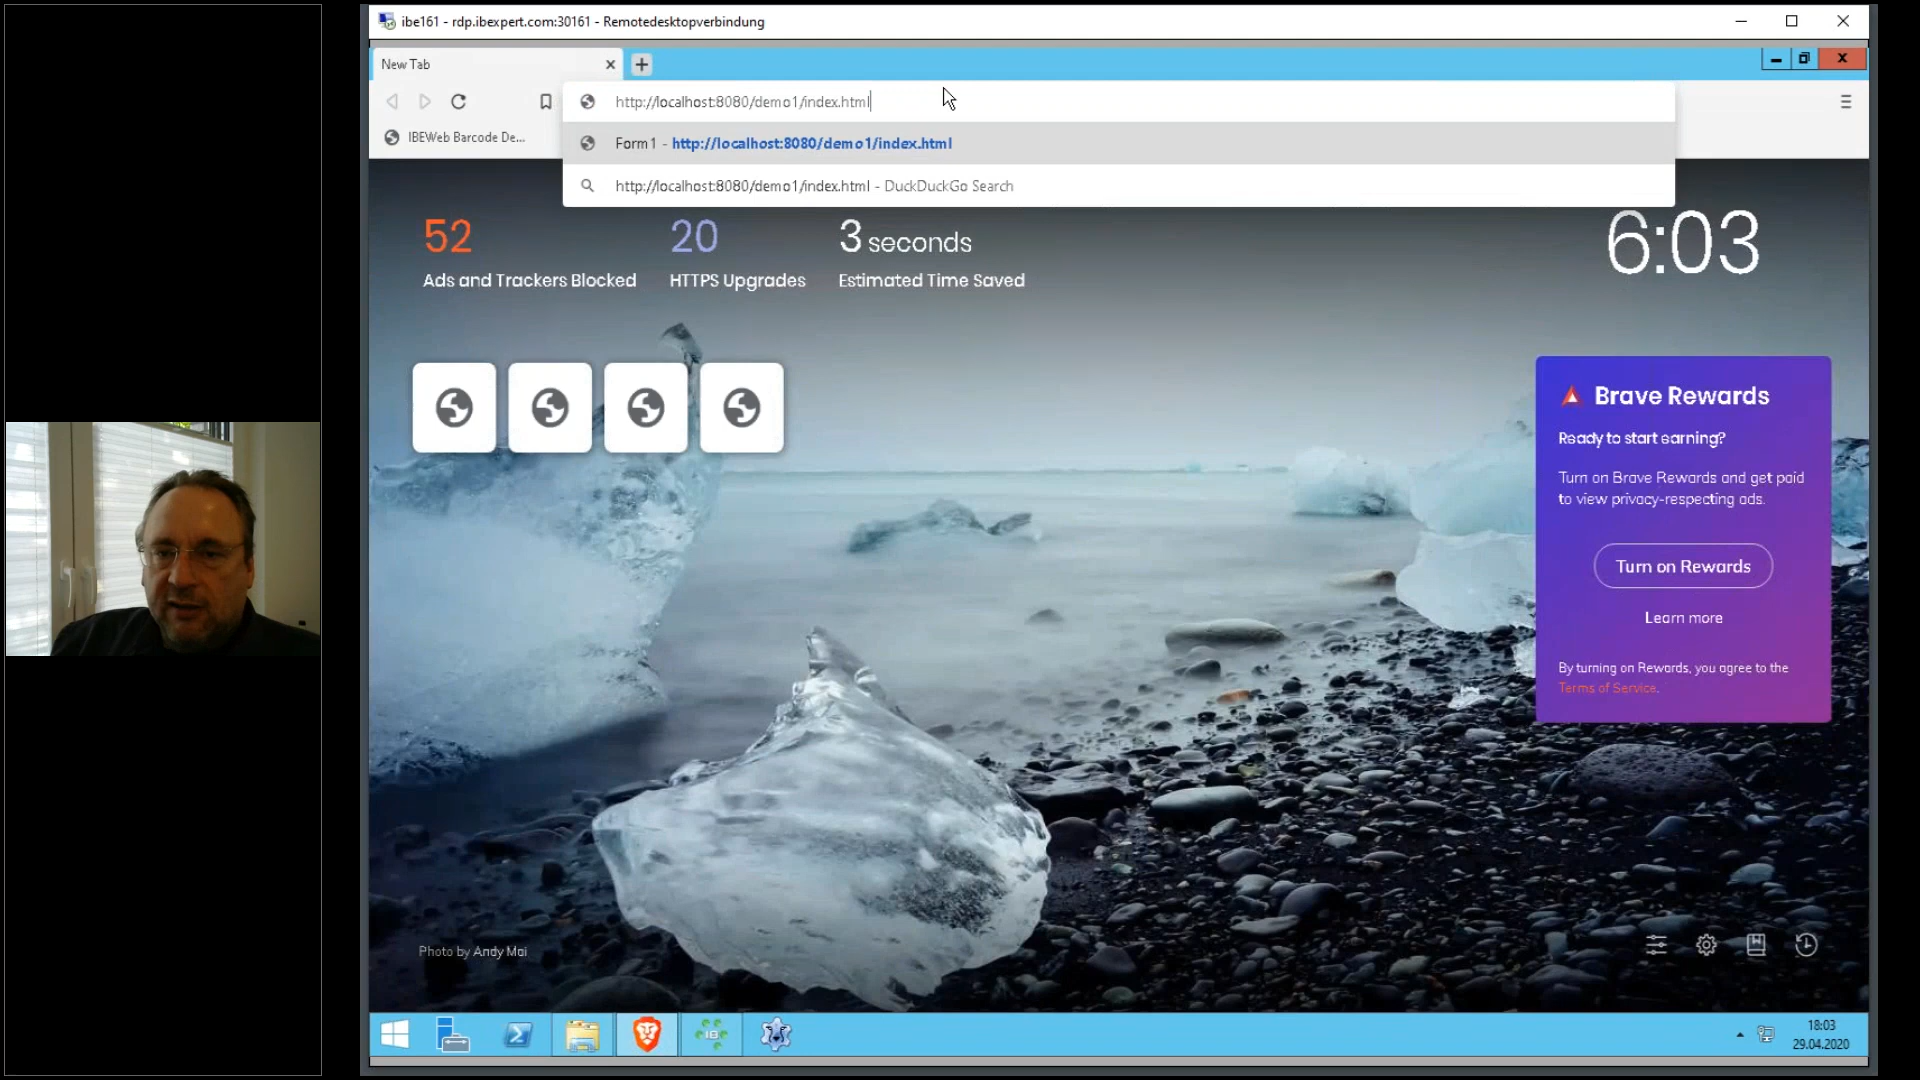 ibe161 - rdp.ibexpert.com:30161 - Remotedesktopverbindung
New Tab
http://localhost:8080/demo1/index.html
IBEWeb Barcode De...
Form1 - http://localhost:8080/demo1/index.html
http://localhost:8080/demo1/index.html - DuckDuckGo Search
52
Ads and Trackers Blocked
20
HTTPS Upgrades
3 seconds
Estimated Time Saved
6:03
Brave Rewards
Ready to start earning?
Turn on Brave Rewards and get paid
to view privacy-respecting ads.
Turn on Rewards
Learn more
By turning on Rewards, you agree to the
Terms of Service.
Photo by Andy Mai
18:03
29.04.2020